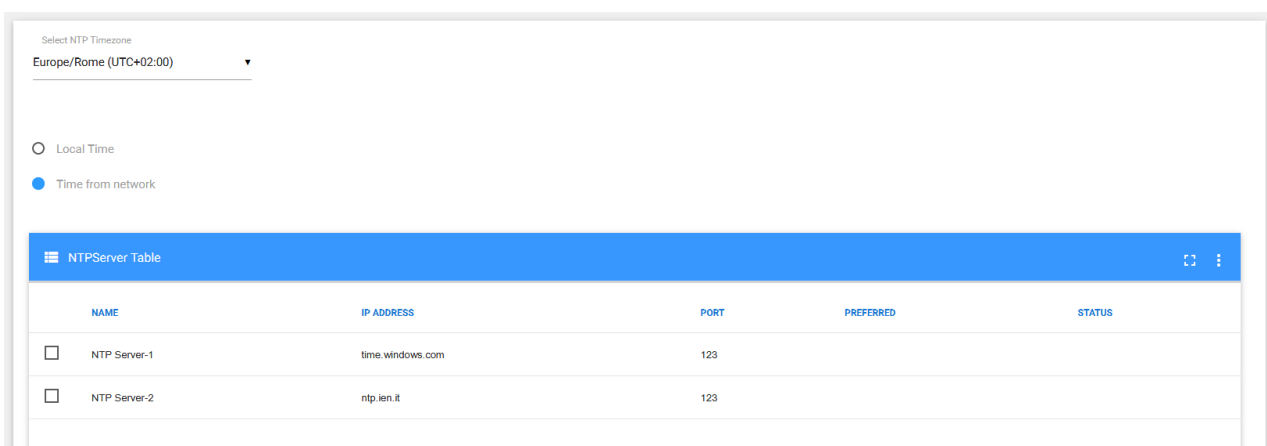 Select NTP Timezone
Europe/Rome (UTC+02:00)
Local Time
Time from network
NTPServer Table
NAME IP ADDRESS PORT PREFERRED STATUS
NTP Server-1 time.windows.com 123
NTP Server-2 ntp.ien.it 123